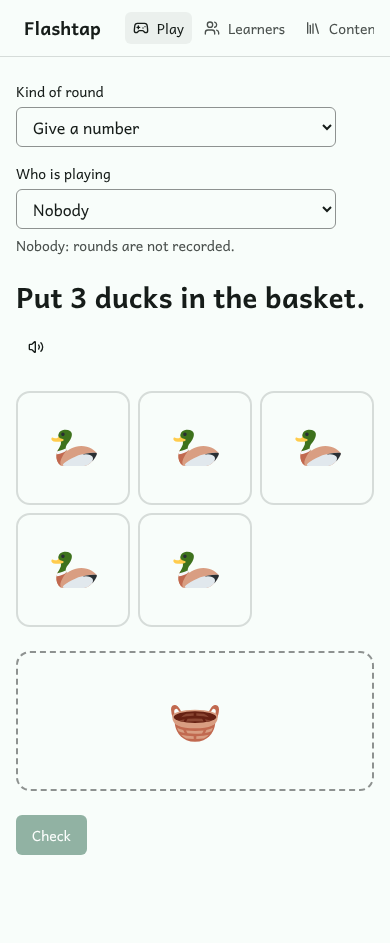 Flashtap
Play
Learners
Conten
Kind of round
Give a number
Who is playing
Nobody
Nobody: rounds are not recorded.
Put 3 ducks in the basket.
Check